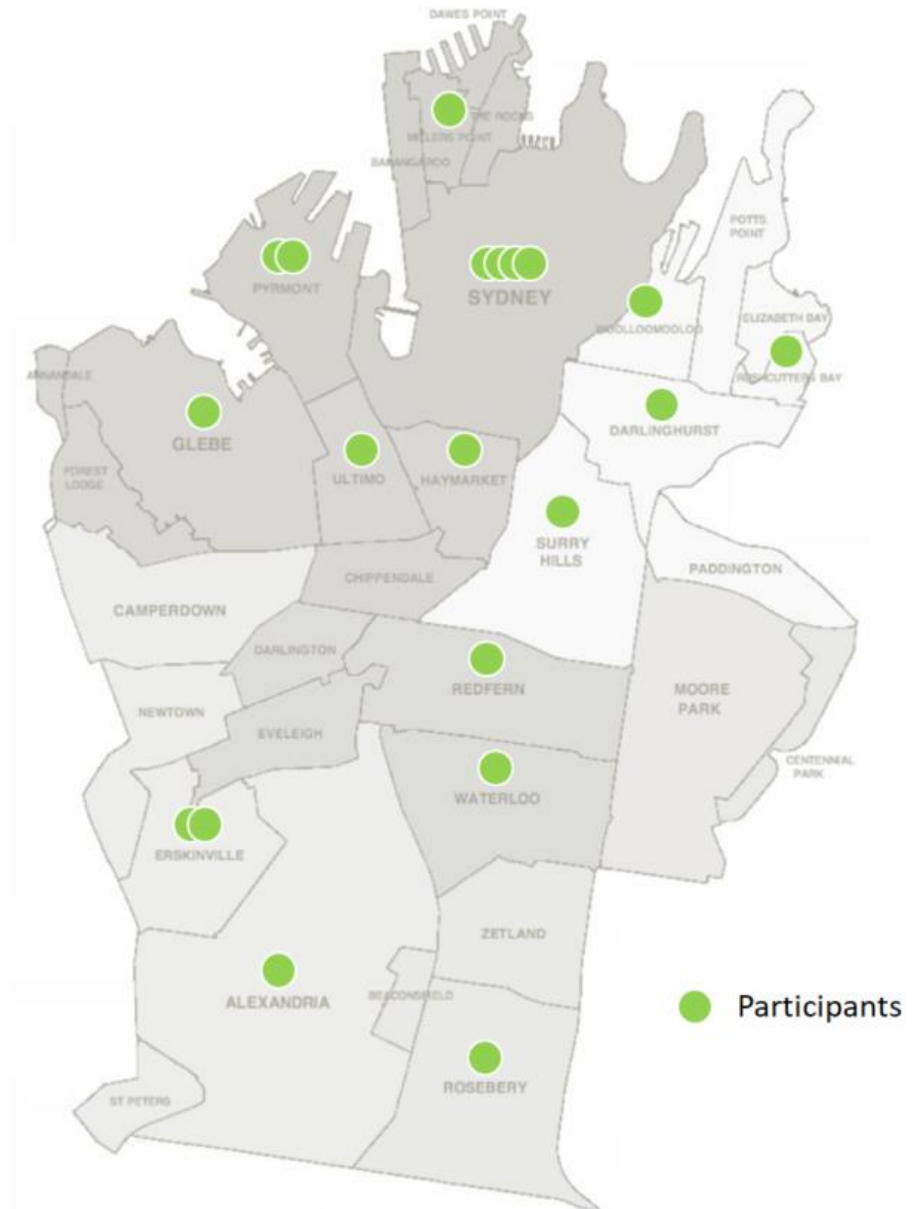 DAWES POINT
THE ROCKS
MILLERS POINT
BARANGAROO
POTTS
POINT
PYRMONT
SYDNEY
ELIZABETH BAY
WOOLLOOMOOLOO
ANNANDALE
RUSHCUTTERS BAY
DARLINGHURST
GLEBE
FOREST
LODGE
ULTIMO
HAYMARKET
SURRY
HILLS
PADDINGTON
CHIPPENDALE
CAMPERDOWN
DARLINGTON
REDFERN
MOORE
PARK
NEWTOWN
EVELEIGH
CENTENNIAL
PARK
WATERLOO
ERSKINVILLE
ZETLAND
ALEXANDRIA
BEACONSFIELD
Participants
ROSEBERY
ST PETERS